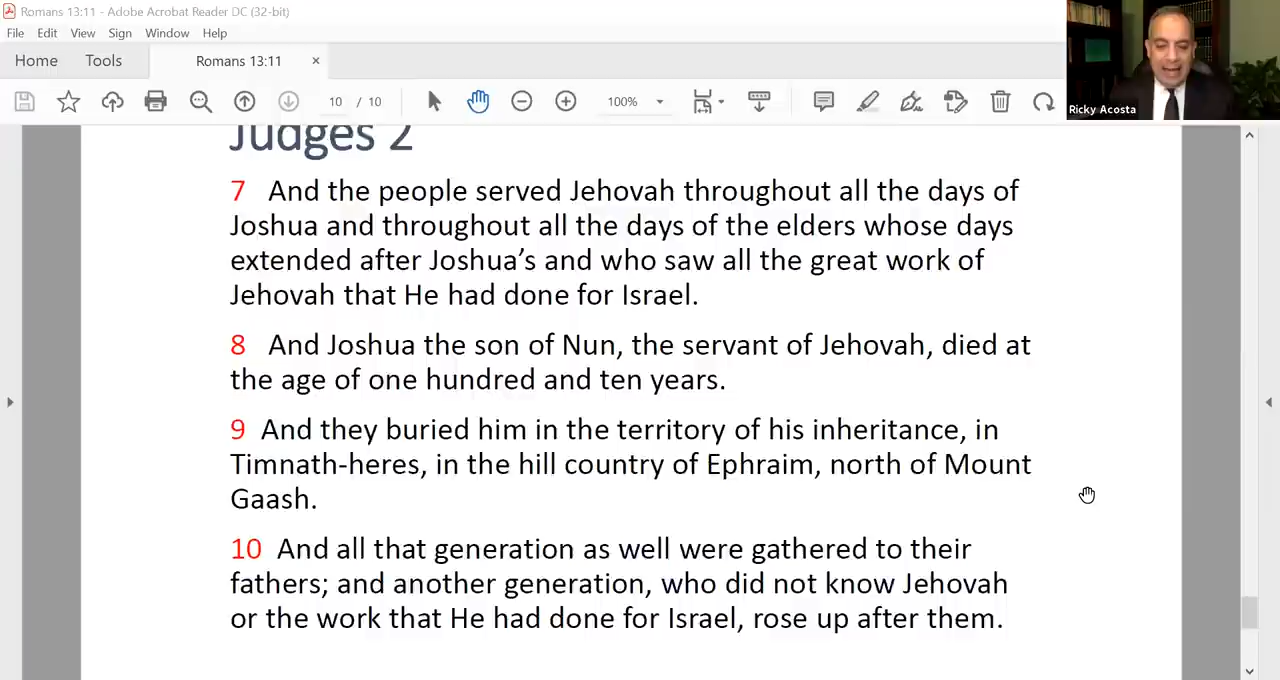 Romans 13:11 - Adobe Acrobat Reader DC (32-bit)
File Edit View Sign Window Help
Home Tools Romans 13:11 ×
10 / 10 100%
Ricky Acosta
Judges 2
7 And the people served Jehovah throughout all the days of
Joshua and throughout all the days of the elders whose days
extended after Joshua’s and who saw all the great work of
Jehovah that He had done for Israel.
8 And Joshua the son of Nun, the servant of Jehovah, died at
the age of one hundred and ten years.
9 And they buried him in the territory of his inheritance, in
Timnath-heres, in the hill country of Ephraim, north of Mount
Gaash.
10 And all that generation as well were gathered to their
fathers; and another generation, who did not know Jehovah
or the work that He had done for Israel, rose up after them.